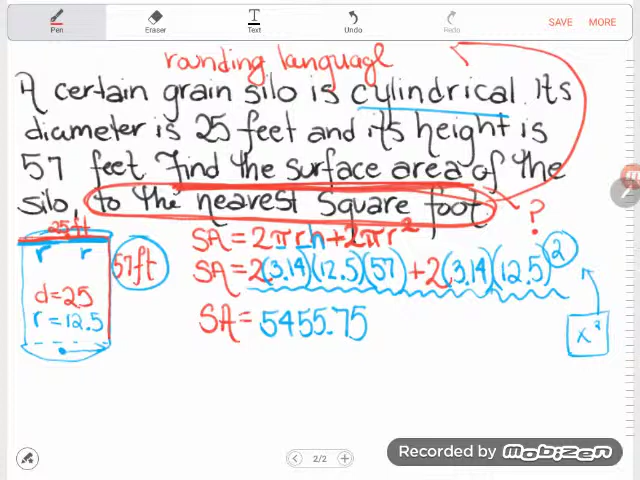 Pen Eraser Text Undo Redo SAVE MORE
rounding language
A certain grain silo is cylindrical. Its
diameter is 25 feet and its height is
57 feet. Find the surface area of the
silo, to the nearest square foot
?
25ft
r r
57ft
d=25
r=12.5
SA=2πrh+2πr²
SA=2(3.14)(12.5)(57)+2(3.14)(12.5)²
SA=5455.75
x²
2/2
Recorded by Mobizen